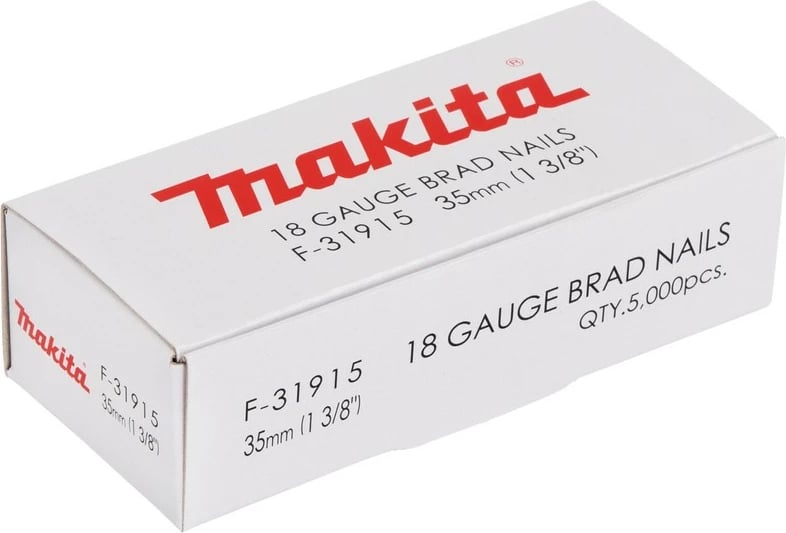 makita®
18 GAUGE BRAD NAILS
F-31915 35mm (1 3/8")
makita
F-31915
35mm (1 3/8")
F-31915
35mm (1 3/8")
18 GAUGE BRAD NAILS
QTY.5,000pcs.